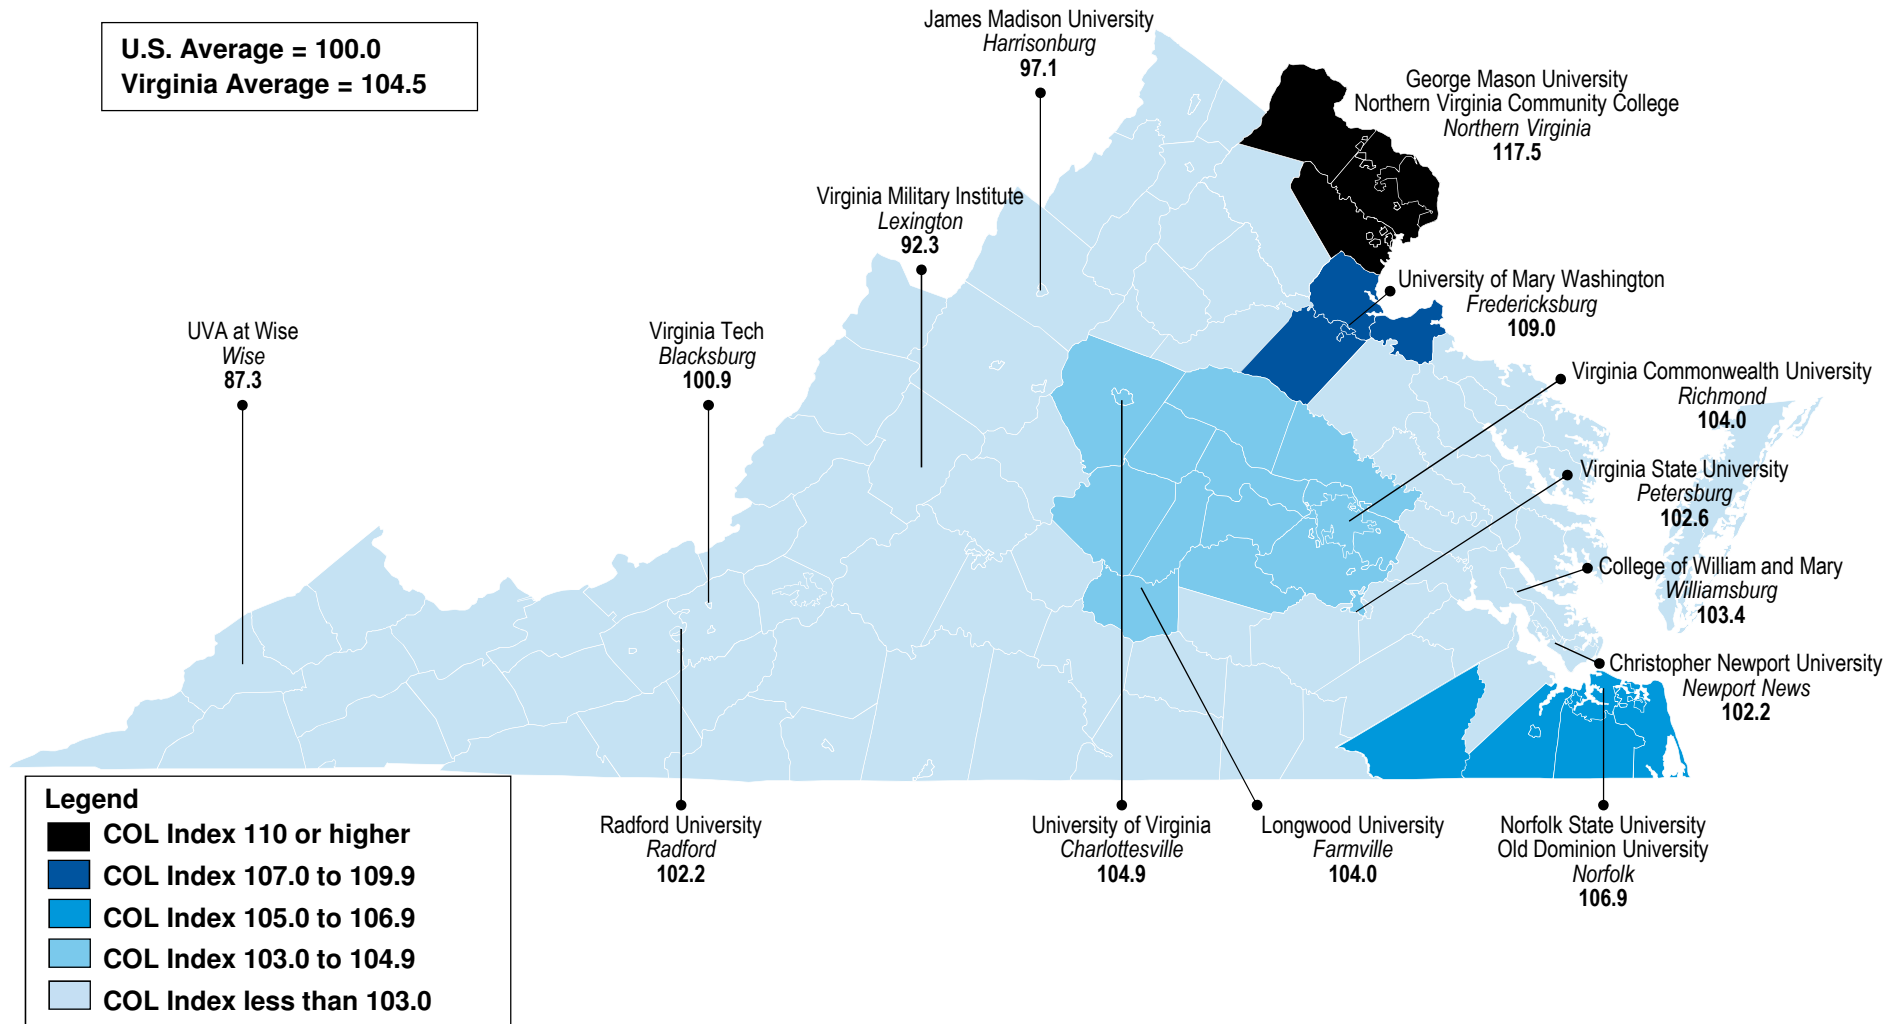 U.S. Average = 100.0
Virginia Average = 104.5
James Madison University
Harrisonburg
97.1
George Mason University
Northern Virginia Community College
Northern Virginia
117.5
Virginia Military Institute
Lexington
92.3
University of Mary Washington
Fredericksburg
109.0
UVA at Wise
Wise
87.3
Virginia Tech
Blacksburg
100.9
Virginia Commonwealth University
Richmond
104.0
Virginia State University
Petersburg
102.6
College of William and Mary
Williamsburg
103.4
Christopher Newport University
Newport News
102.2
Radford University
Radford
102.2
University of Virginia
Charlottesville
104.9
Longwood University
Farmville
104.0
Norfolk State University
Old Dominion University
Norfolk
106.9
Legend
COL Index 110 or higher
COL Index 107.0 to 109.9
COL Index 105.0 to 106.9
COL Index 103.0 to 104.9
COL Index less than 103.0